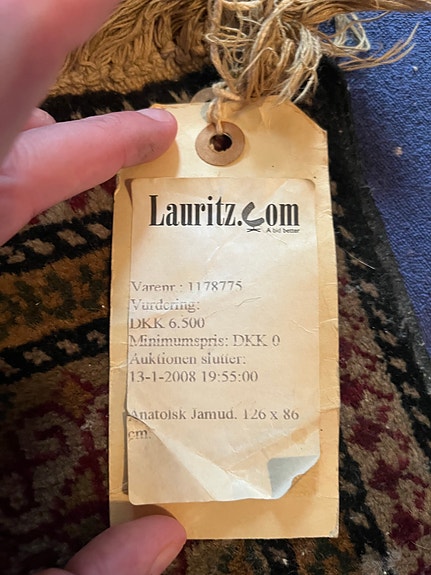 Lauritz.com
A bid better
Varenr.: 1178775
Vurdering:
DKK 6.500
Minimumspris: DKK 0
Auktionen slutter:
13-1-2008 19:55:00
Anatolsk Jamud. 126 x 86
cm.